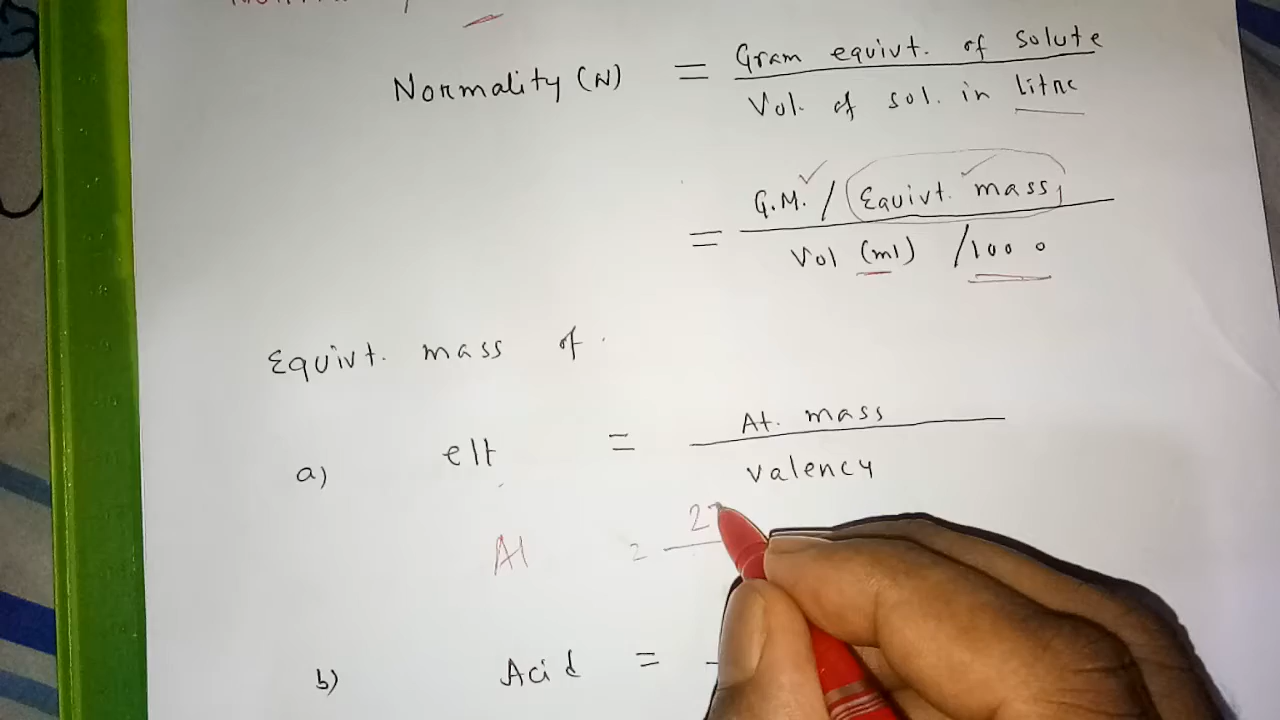 Normality (N) = Gram equivt. of solute
Vol. of sol. in litre
= G.M. / Equivt. mass
Vol (ml) / 1000
Equivt. mass of
a) elt = At. mass
valency
Al = 27
b) Acid =